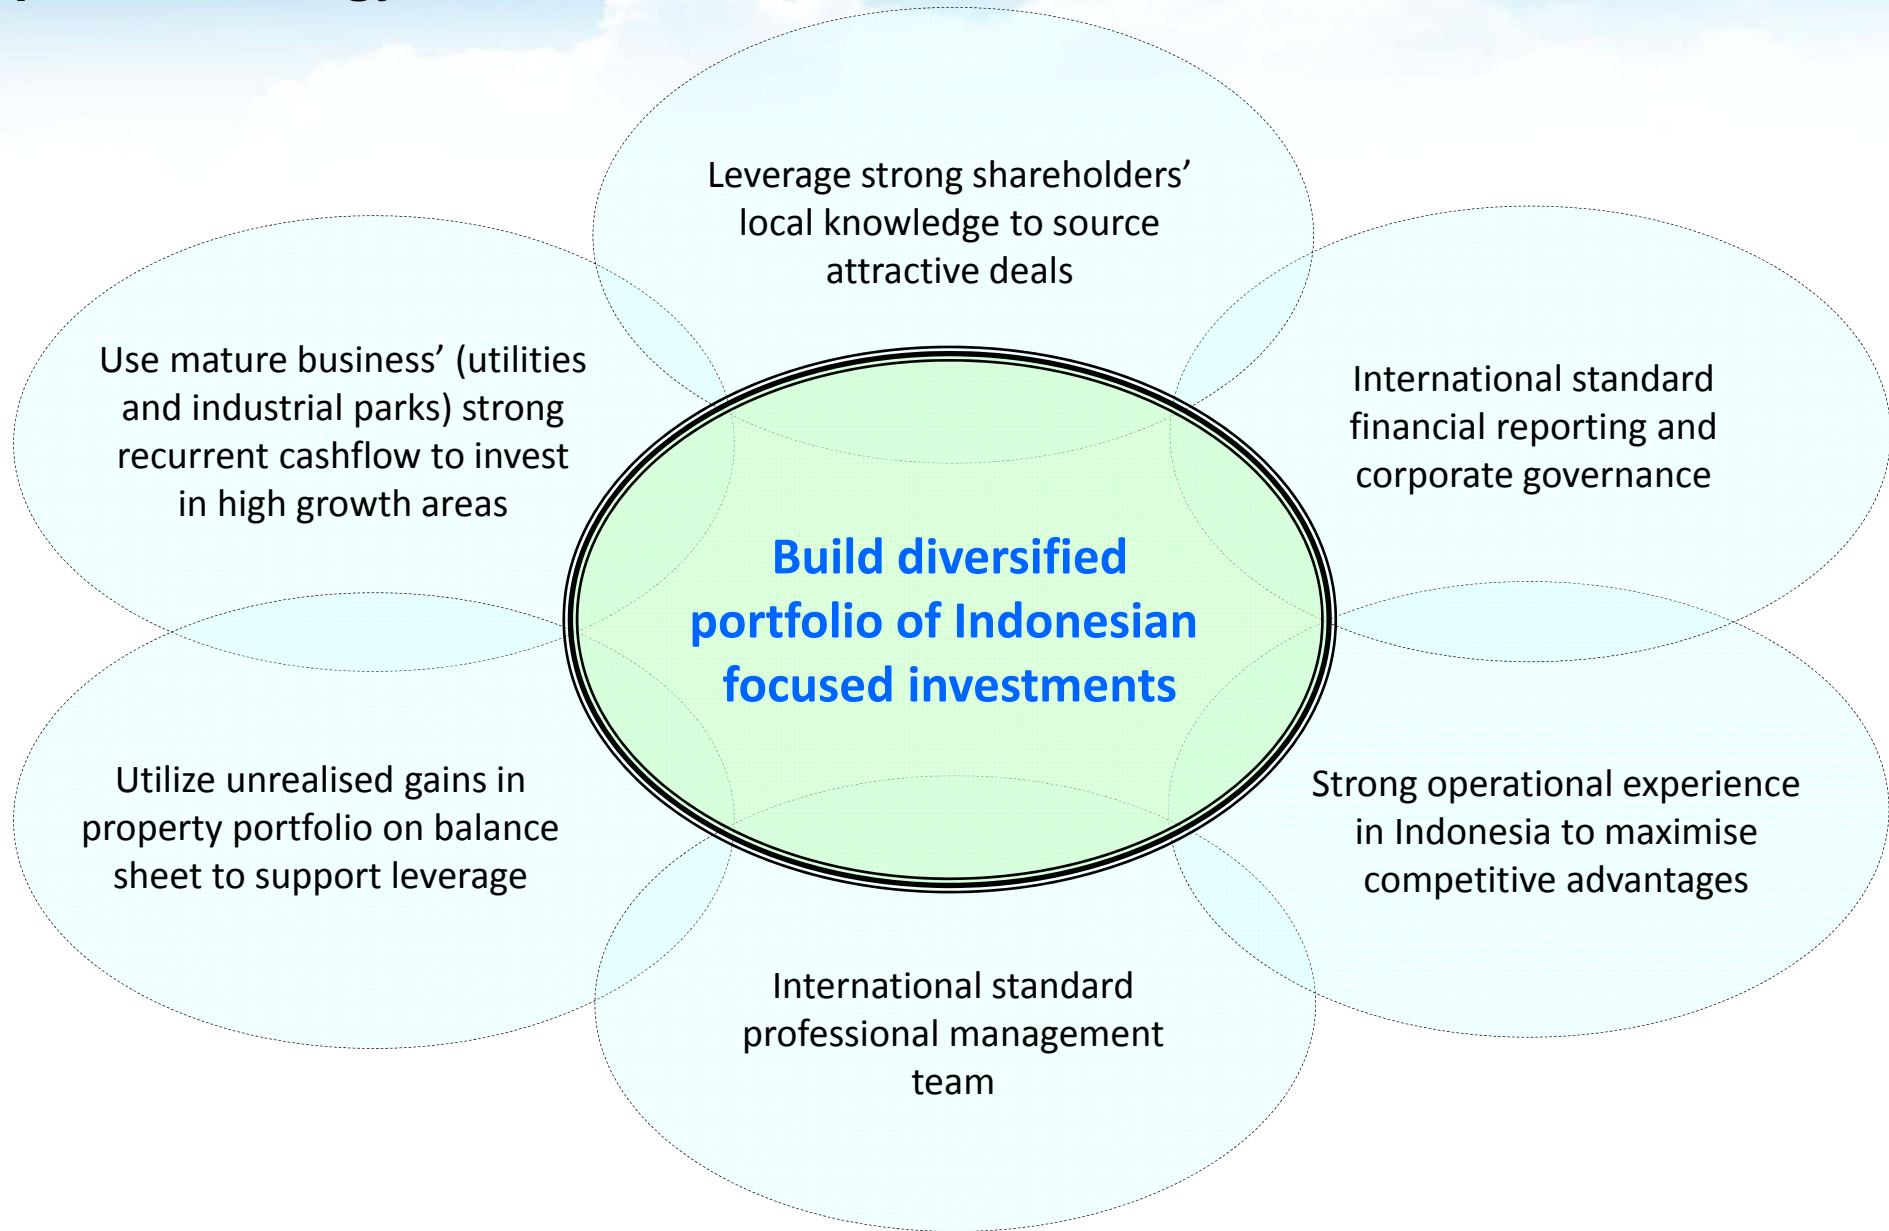 Leverage strong shareholders’
local knowledge to source
attractive deals
Use mature business’ (utilities
and industrial parks) strong
recurrent cashflow to invest
in high growth areas
International standard
financial reporting and
corporate governance
Build diversified
portfolio of Indonesian
focused investments
Utilize unrealised gains in
property portfolio on balance
sheet to support leverage
Strong operational experience
in Indonesia to maximise
competitive advantages
International standard
professional management
team